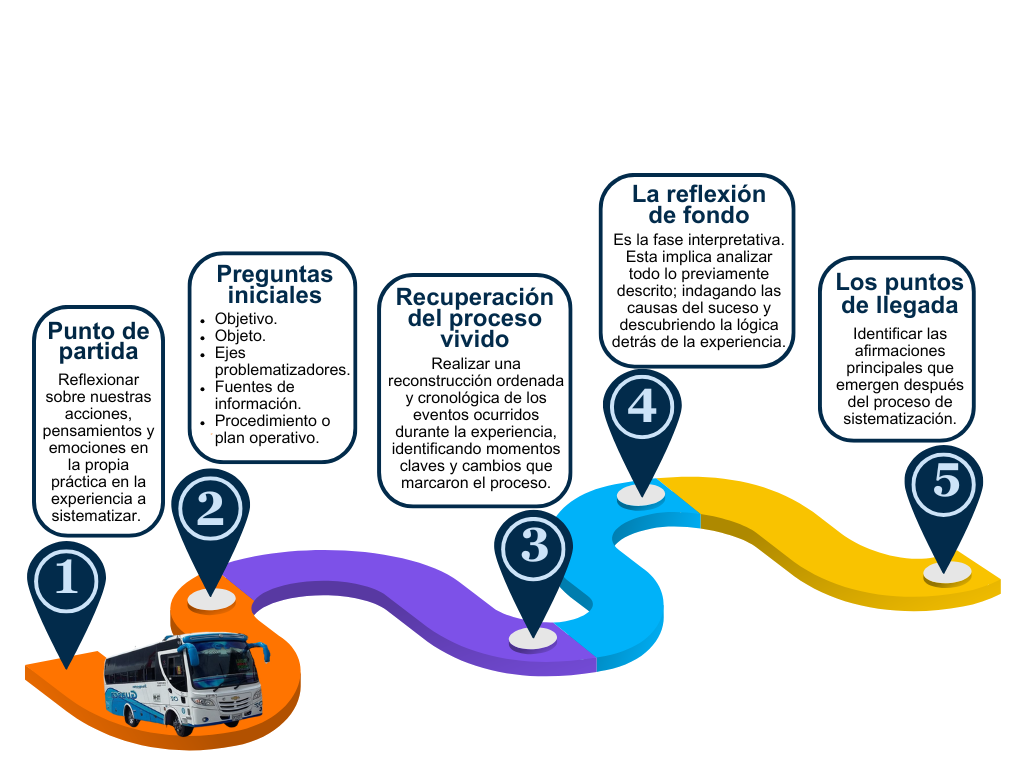 Punto de
partida
Reflexionar
sobre nuestras
acciones,
pensamientos y
emociones en
la propia
práctica en la
experiencia a
sistematizar.
1
Preguntas
iniciales
• Objetivo.
• Objeto.
• Ejes
problematizadores.
• Fuentes de
información.
• Procedimiento o
plan operativo.
2
Recuperación
del proceso
vivido
Realizar una
reconstrucción ordenada
y cronológica de los
eventos ocurridos
durante la experiencia,
identificando momentos
claves y cambios que
marcaron el proceso.
3
La reflexión
de fondo
Es la fase interpretativa.
Esta implica analizar
todo lo previamente
descrito; indagando las
causas del suceso y
descubriendo la lógica
detrás de la experiencia.
4
Los puntos
de llegada
Identificar las
afirmaciones
principales que
emergen después
del proceso de
sistematización.
5